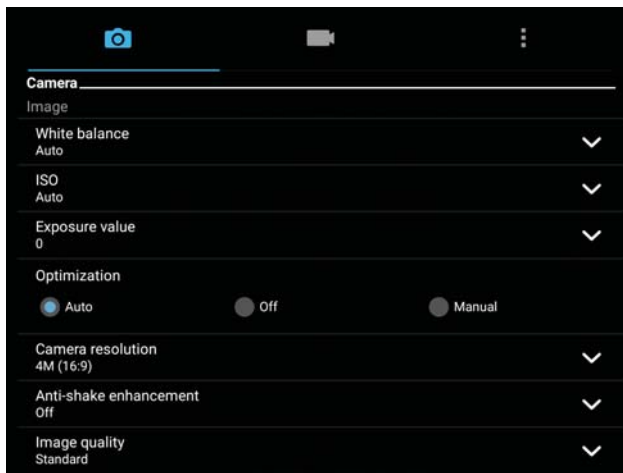 Camera
Image
White balance
Auto
ISO
Auto
Exposure value
0
Optimization
Auto Off Manual
Camera resolution
4M (16:9)
Anti-shake enhancement
Off
Image quality
Standard